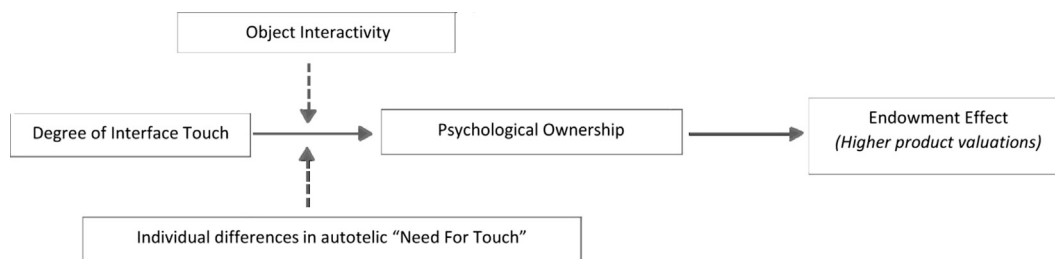 Object Interactivity
Degree of Interface Touch
Psychological Ownership
Endowment Effect
(Higher product valuations)
Individual differences in autotelic “Need For Touch”